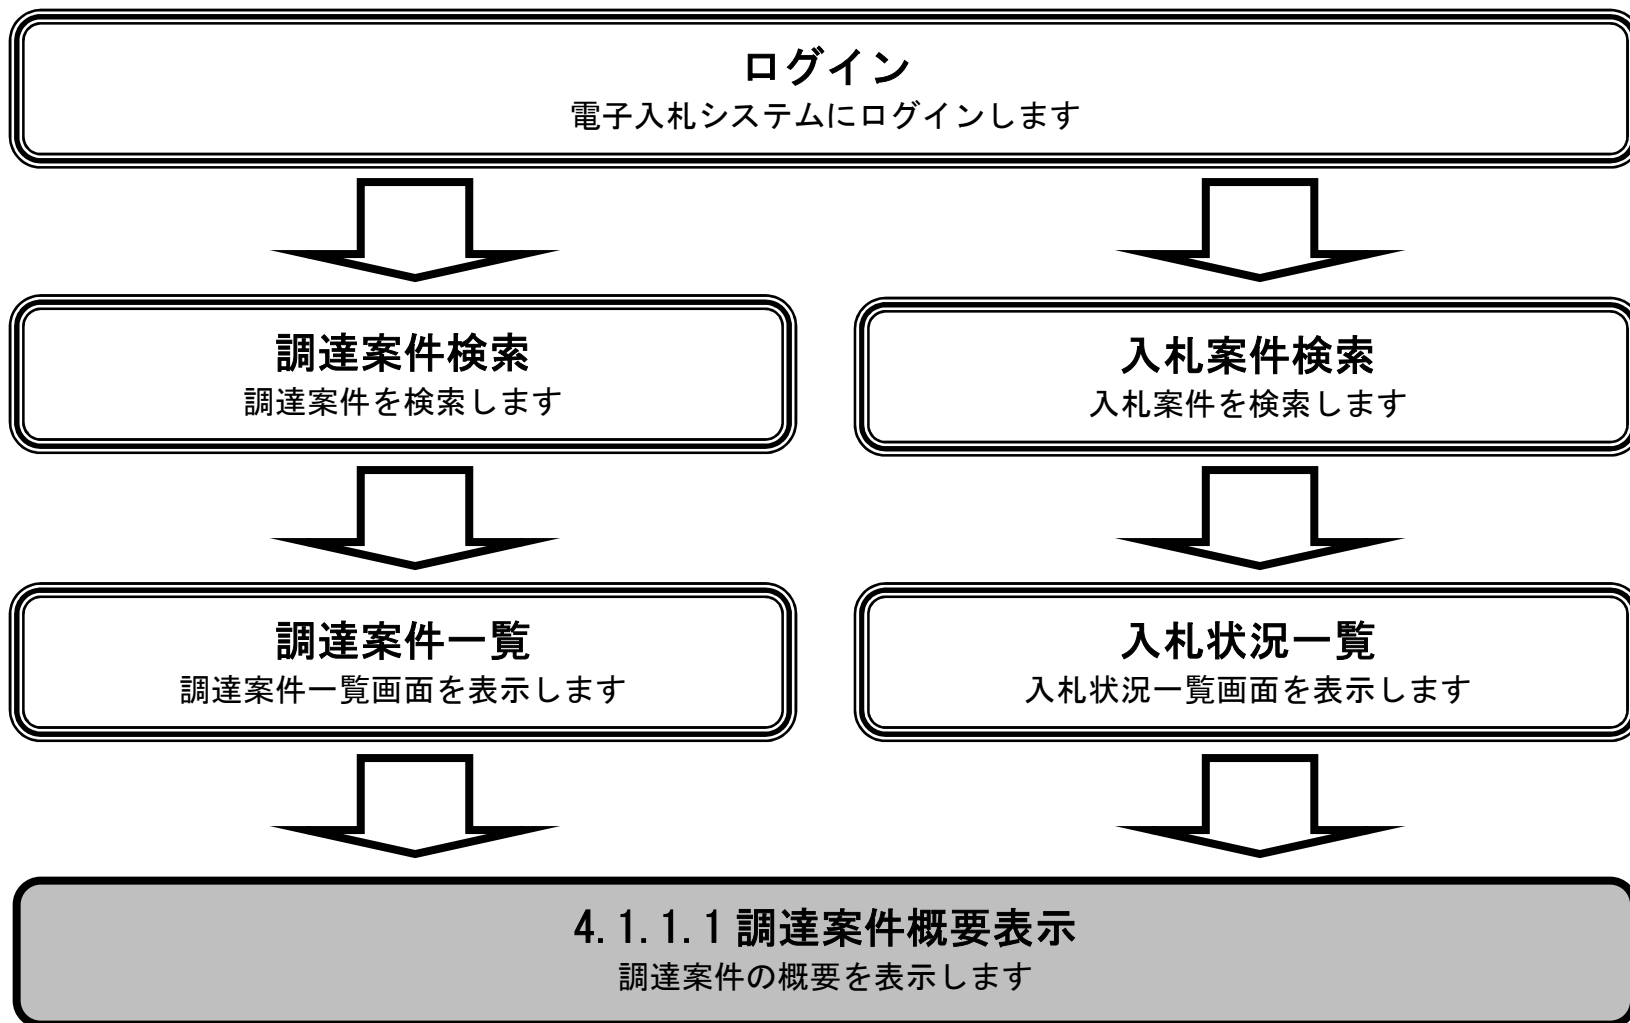 ログイン
電子入札システムにログインします
調達案件検索
調達案件を検索します
入札案件検索
入札案件を検索します
調達案件一覧
調達案件一覧画面を表示します
入札状況一覧
入札状況一覧画面を表示します
4.1.1.1調達案件概要表示
調達案件の概要を表示します